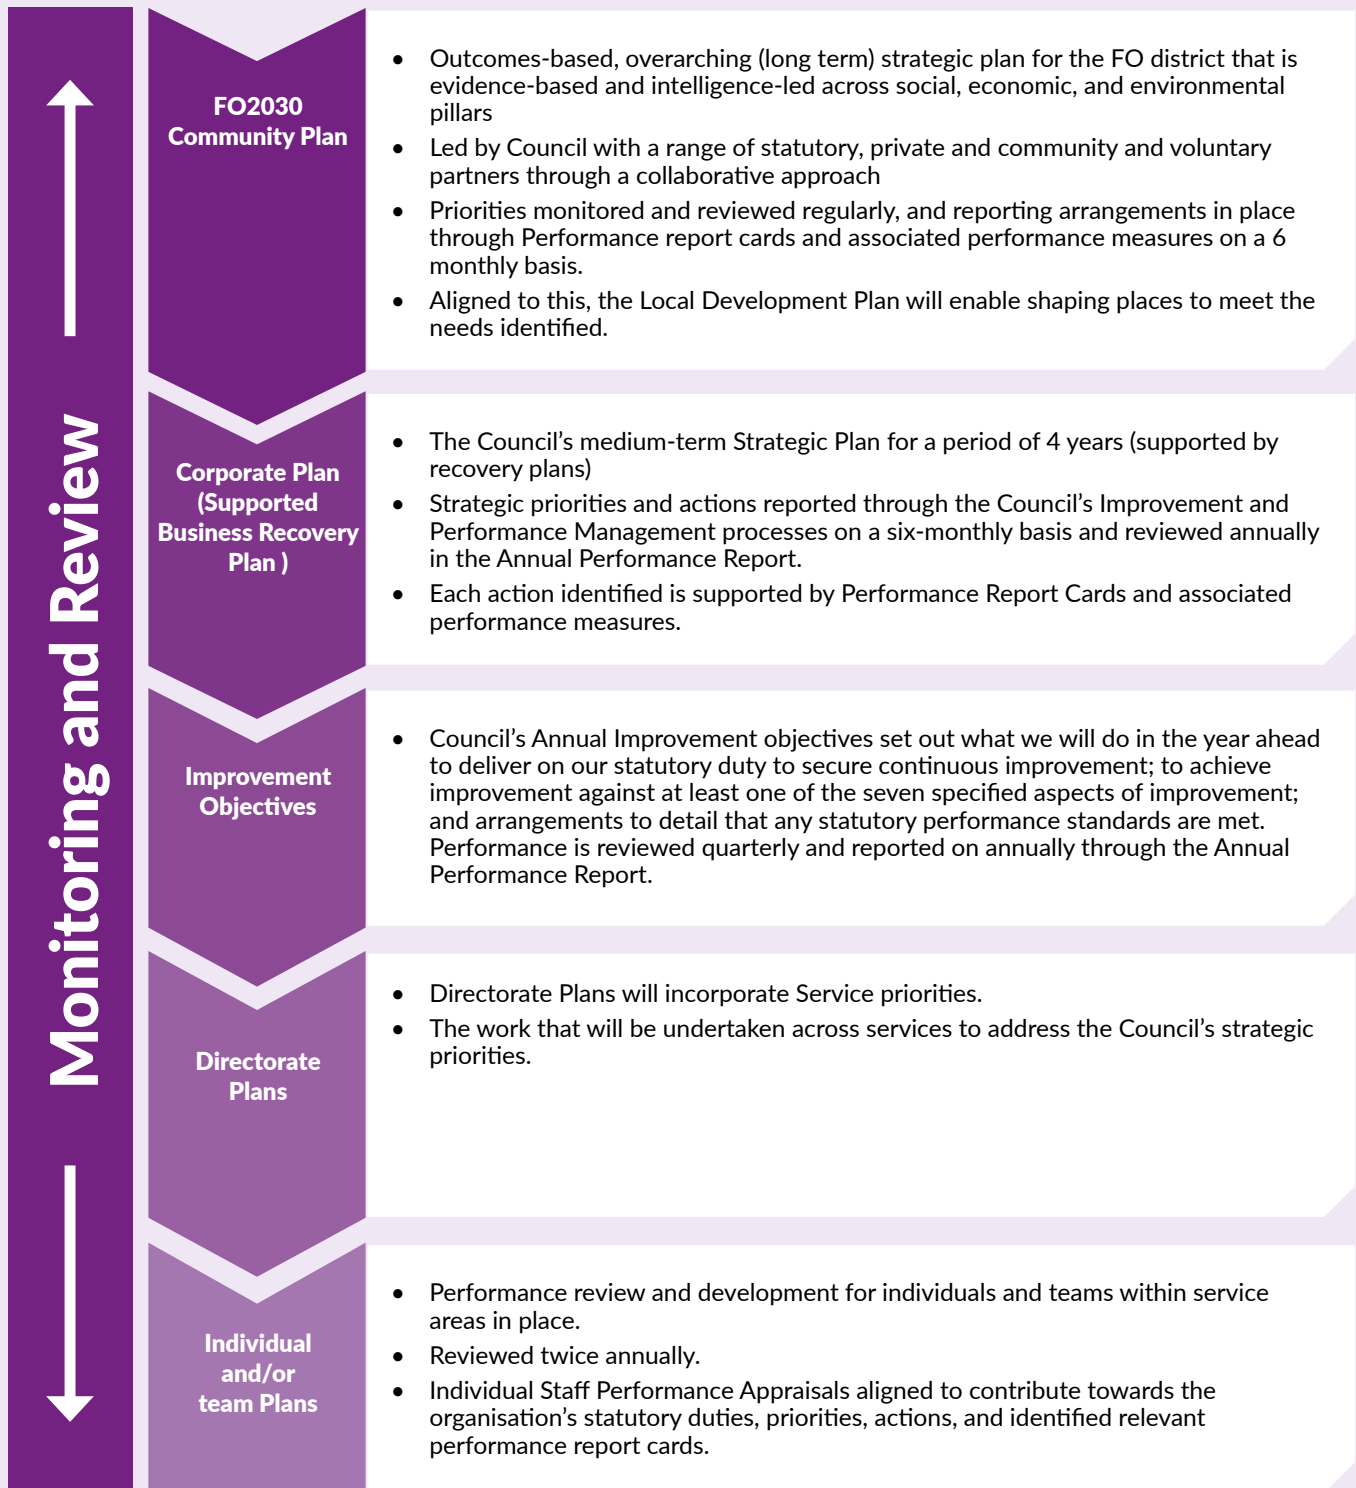 Monitoring and Review
FO2030
Community Plan
• Outcomes-based, overarching (long term) strategic plan for the FO district that is
evidence-based and intelligence-led across social, economic, and environmental
pillars
• Led by Council with a range of statutory, private and community and voluntary
partners through a collaborative approach
• Priorities monitored and reviewed regularly, and reporting arrangements in place
through Performance report cards and associated performance measures on a 6
monthly basis.
• Aligned to this, the Local Development Plan will enable shaping places to meet the
needs identified.
Corporate Plan
(Supported
Business Recovery
Plan )
• The Council’s medium-term Strategic Plan for a period of 4 years (supported by
recovery plans)
• Strategic priorities and actions reported through the Council’s Improvement and
Performance Management processes on a six-monthly basis and reviewed annually
in the Annual Performance Report.
• Each action identified is supported by Performance Report Cards and associated
performance measures.
Improvement
Objectives
• Council’s Annual Improvement objectives set out what we will do in the year ahead
to deliver on our statutory duty to secure continuous improvement; to achieve
improvement against at least one of the seven specified aspects of improvement;
and arrangements to detail that any statutory performance standards are met.
Performance is reviewed quarterly and reported on annually through the Annual
Performance Report.
Directorate
Plans
• Directorate Plans will incorporate Service priorities.
• The work that will be undertaken across services to address the Council’s strategic
priorities.
Individual
and/or
team Plans
• Performance review and development for individuals and teams within service
areas in place.
• Reviewed twice annually.
• Individual Staff Performance Appraisals aligned to contribute towards the
organisation’s statutory duties, priorities, actions, and identified relevant
performance report cards.